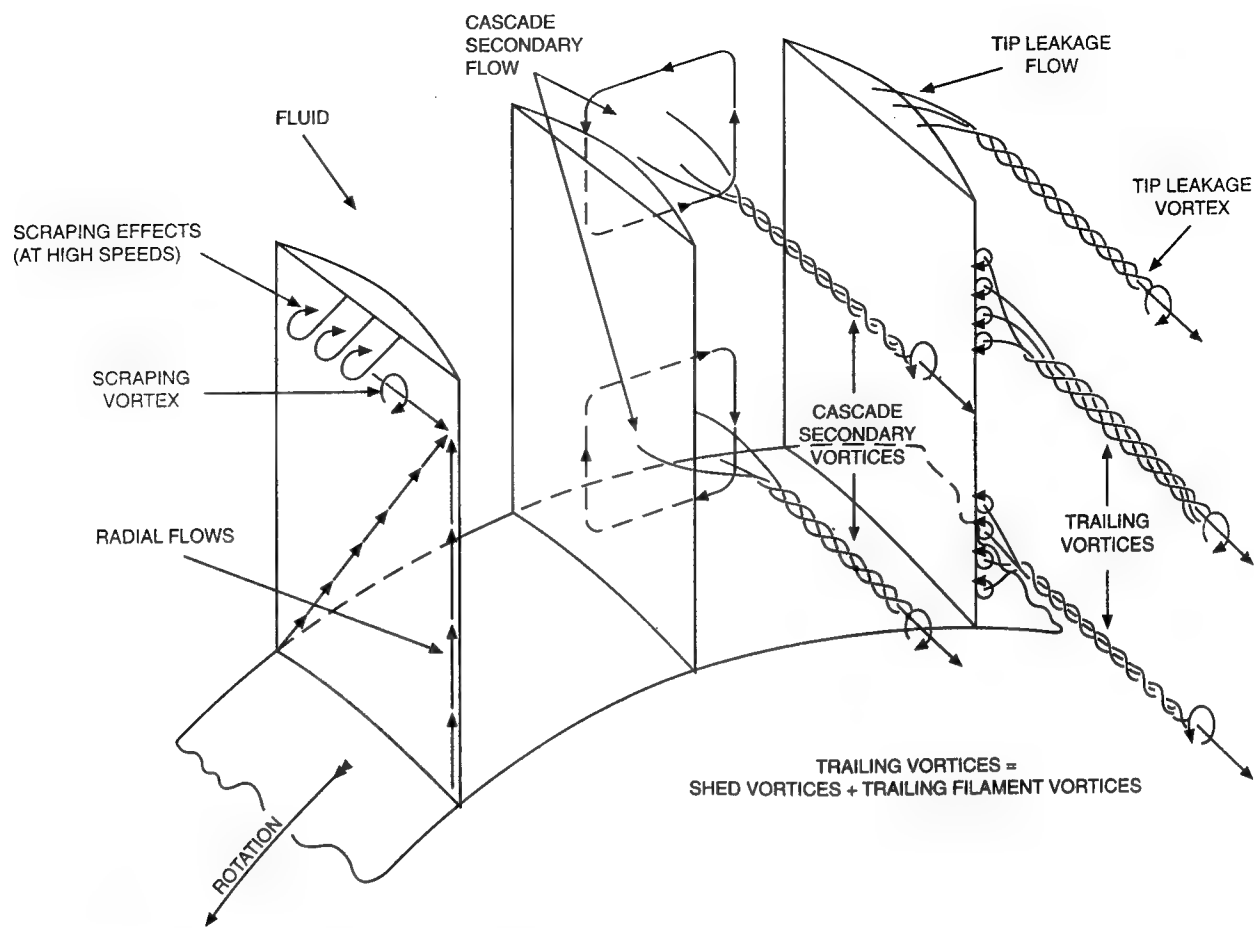 CASCADE
SECONDARY
FLOW
TIP LEAKAGE
FLOW
FLUID
TIP LEAKAGE
VORTEX
SCRAPING EFFECTS
(AT HIGH SPEEDS)
SCRAPING
VORTEX
CASCADE
SECONDARY
VORTICES
RADIAL FLOWS
TRAILING
VORTICES
TRAILING VORTICES =
SHED VORTICES + TRAILING FILAMENT VORTICES
ROTATION